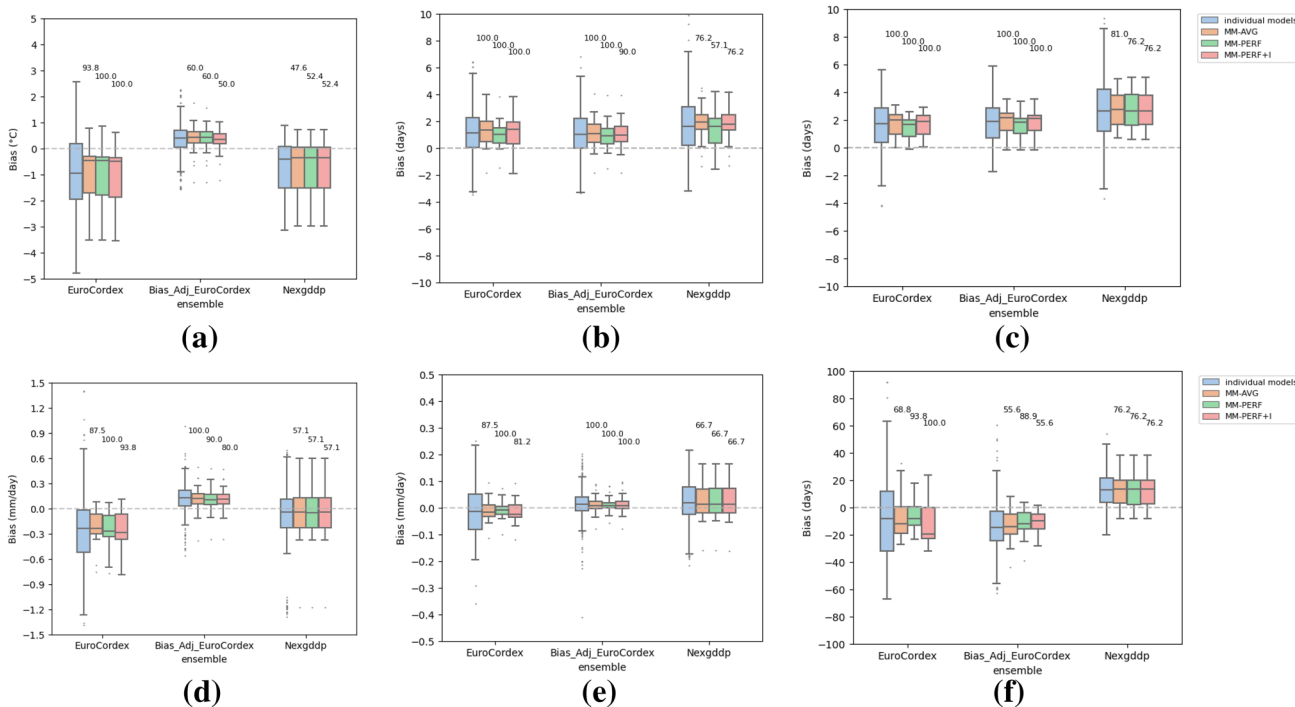 5
4
3
2
1
0
−1
−2
−3
−4
−5
Bias (°C)
93.8
100.0
100.0
60.0
60.0
50.0
47.6
52.4
52.4
EuroCordex
Bias_Adj_EuroCordex
Nexgddp
ensemble
(a)
10
8
6
4
2
0
2
4
6
8
−10
Bias (days)
100.0
100.0
100.0
100.0
100.0
90.0
76.2
57.1
76.2
EuroCordex
Bias_Adj_EuroCordex
Nexgddp
ensemble
(b)
10
8
6
4
2
0
2
4
6
8
−10
Bias (days)
100.0
100.0
100.0
100.0
100.0
100.0
81.0
76.2
76.2
EuroCordex
Bias_Adj_EuroCordex
Nexgddp
ensemble
(c)
individual models
MM-AVG
MM-PERF
MM-PERF+I
1.5
1.2
0.9
0.6
0.3
0.0
−0.3
−0.6
−0.9
−1.2
−1.5
Bias (mm/day)
87.5
100.0
93.8
100.0
90.0
80.0
57.1
57.1
57.1
EuroCordex
Bias_Adj_EuroCordex
Nexgddp
ensemble
(d)
0.5
0.4
0.3
0.2
0.1
0.0
−0.1
−0.2
−0.3
−0.4
−0.5
Bias (mm/day)
87.5
100.0
81.2
100.0
100.0
100.0
66.7
66.7
66.7
EuroCordex
Bias_Adj_EuroCordex
Nexgddp
ensemble
(e)
100
80
60
40
20
0
−20
−40
−60
−80
−100
Bias (days)
68.8
93.8
100.0
55.6
88.9
55.6
76.2
76.2
76.2
EuroCordex
Bias_Adj_EuroCordex
Nexgddp
ensemble
(f)
individual models
MM-AVG
MM-PERF
MM-PERF+I